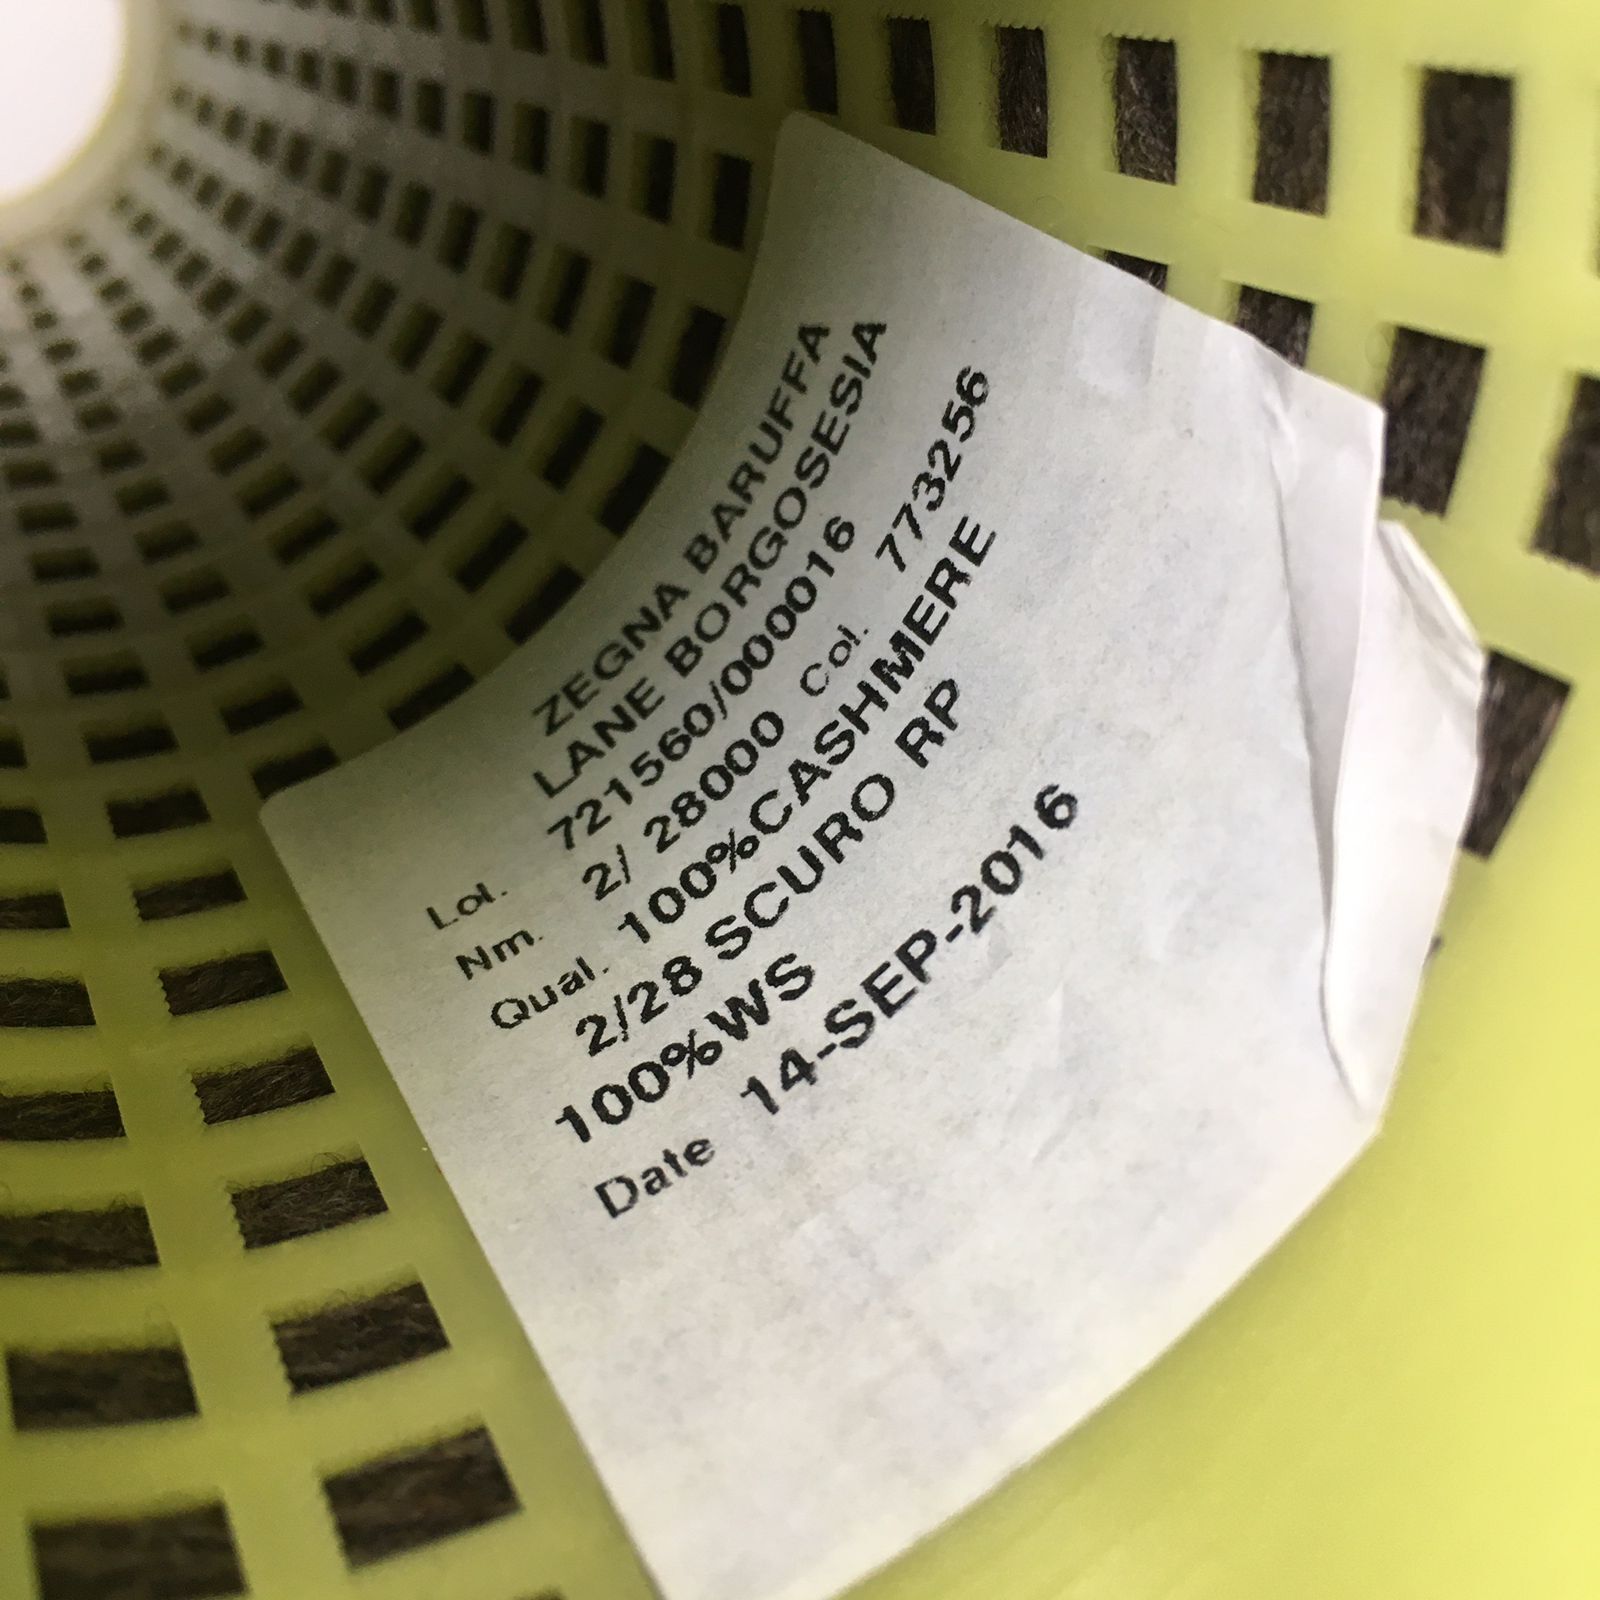 ZEGNA BARUFFA
LANE BORGOSESIA
Lot. 721560/000016
Nm. 2/ 28000 Col. 773256
Qual. 100%CASHMERE
2/28 SCURO RP
100%WS
Date 14-SEP-2016